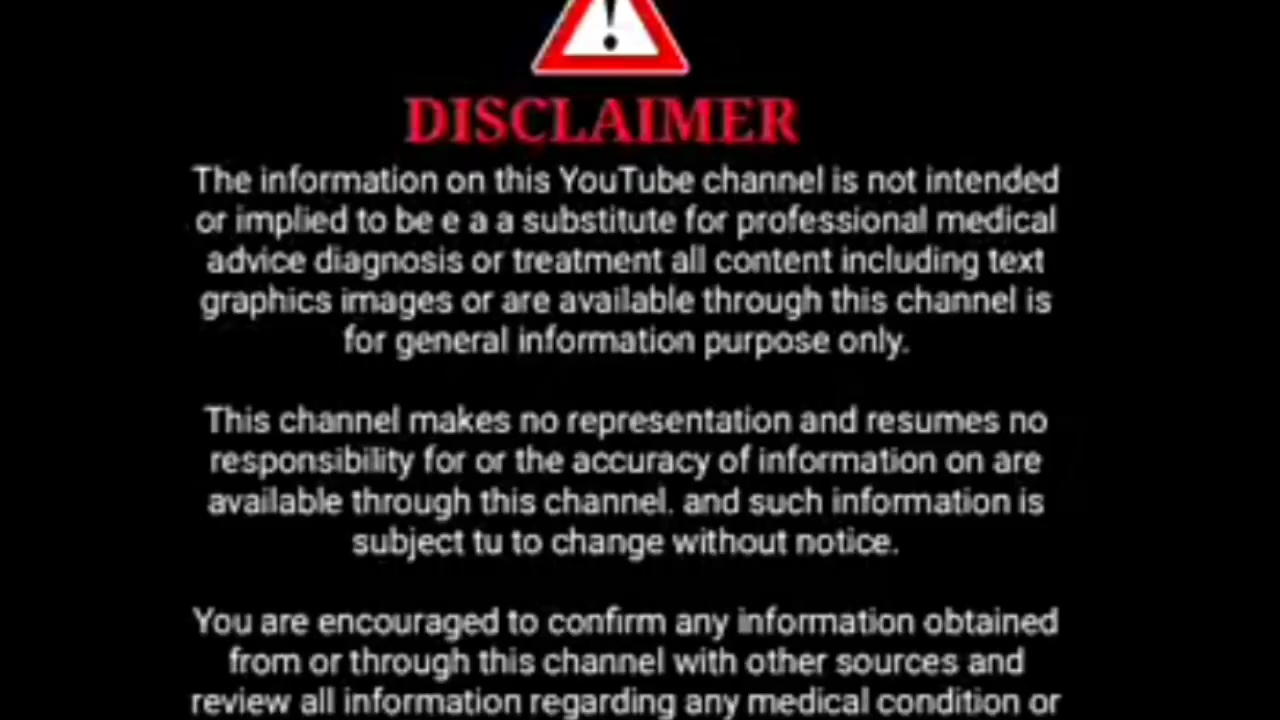 DISCLAIMER
The information on this YouTube channel is not intended
or implied to be e a a substitute for professional medical
advice diagnosis or treatment all content including text
graphics images or are available through this channel is
for general information purpose only.
This channel makes no representation and resumes no
responsibility for or the accuracy of information on are
available through this channel. and such information is
subject tu to change without notice.
You are encouraged to confirm any information obtained
from or through this channel with other sources and
review all information regarding any medical condition or